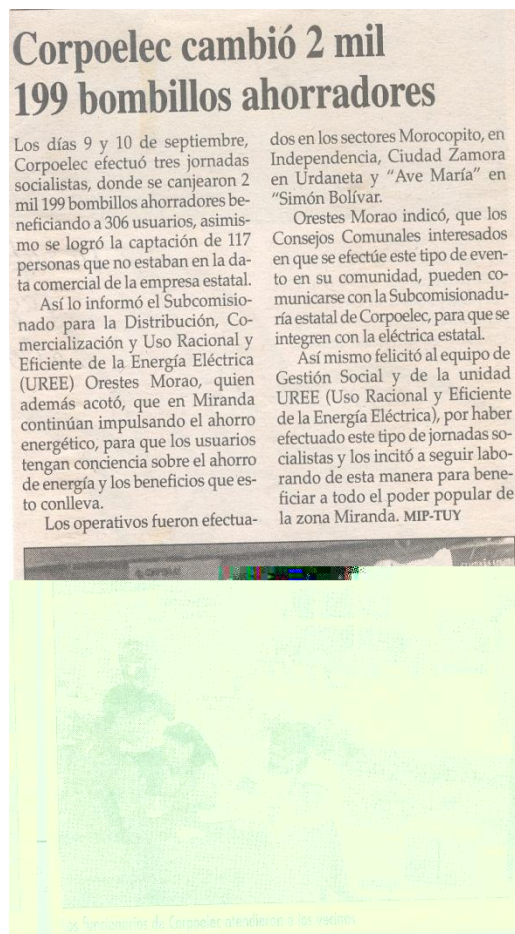 Corpoelec cambió 2 mil
199 bombillos ahorradores
Los días 9 y 10 de septiembre,
Corpoelec efectuó tres jornadas
socialistas, donde se canjearon 2
mil 199 bombillos ahorradores be-
neficiando a 306 usuarios, asimis-
mo se logró la captación de 117
personas que no estaban en la da-
ta comercial de la empresa estatal.
Así lo informó el Subcomisio-
nado para la Distribución, Co-
mercialización y Uso Racional y
Eficiente de la Energía Eléctrica
(UREE) Orestes Morao, quien
además acotó, que en Miranda
continúan impulsando el ahorro
energético, para que los usuarios
tengan conciencia sobre el ahorro
de energía y los beneficios que es-
to conlleva.
Los operativos fueron efectua-
dos en los sectores Morocopito, en
Independencia, Ciudad Zamora
en Urdaneta y “Ave María” en
“Simón Bolívar.
Orestes Morao indicó, que los
Consejos Comunales interesados
en que se efectúe este tipo de even-
to en su comunidad, pueden co-
municarse con la Subcomisionadu-
ría estatal de Corpoelec, para que se
integren con la eléctrica estatal.
Así mismo felicitó al equipo de
Gestión Social y de la unidad
UREE (Uso Racional y Eficiente
de la Energía Eléctrica), por haber
efectuado este tipo de jornadas so-
cialistas y los incitó a seguir labo-
rando de esta manera para bene-
ficiar a todo el poder popular de
la zona Miranda. MIP-TUY
os funcionarios de Corpoelec atendieron a los vecinos